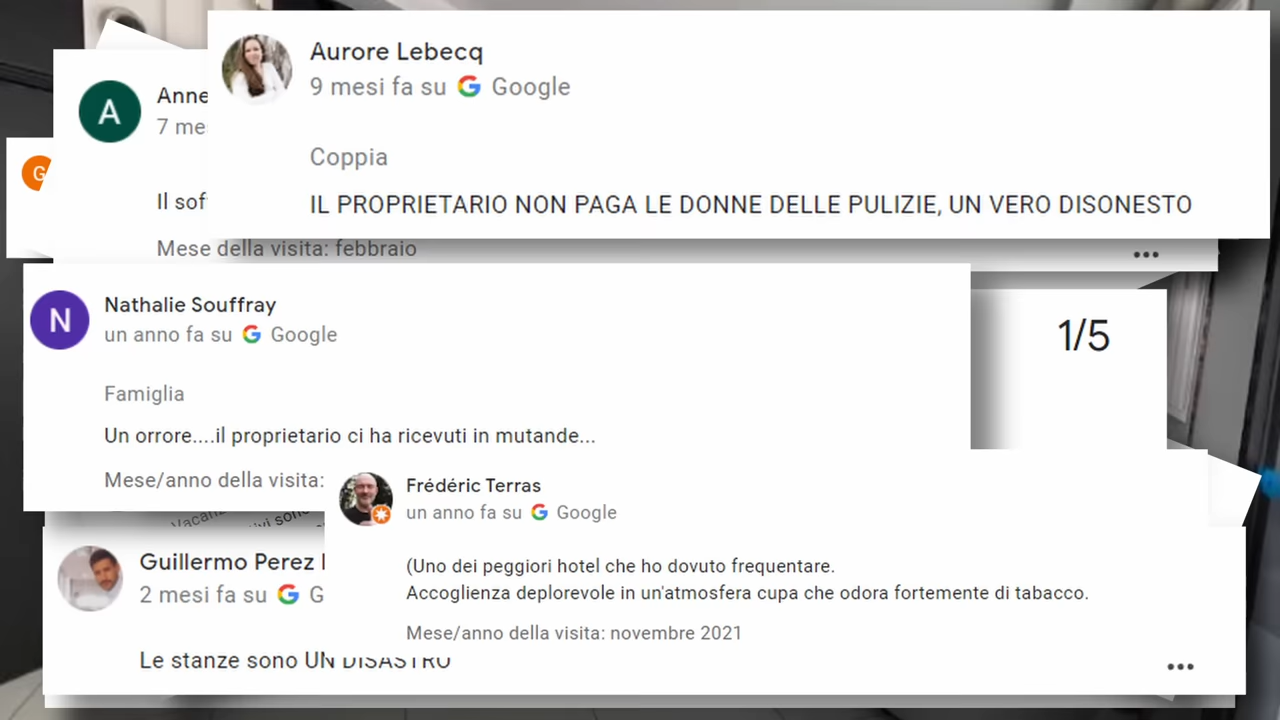 Aurore Lebecq
9 mesi fa su Google
Coppia
IL PROPRIETARIO NON PAGA LE DONNE DELLE PULIZIE, UN VERO DISONESTO
A
Anne
7 me
Il sof
Mese della visita: febbraio
G
N
Nathalie Souffray
un anno fa su Google
Famiglia
Un orrore....il proprietario ci ha ricevuti in mutande...
Mese/anno della visita:
1/5
Frédéric Terras
un anno fa su Google
(Uno dei peggiori hotel che ho dovuto frequentare.
Accoglienza deplorevole in un'atmosfera cupa che odora fortemente di tabacco.
Mese/anno della visita: novembre 2021
Guillermo Perez
2 mesi fa su G
Le stanze sono UN DISASTRO